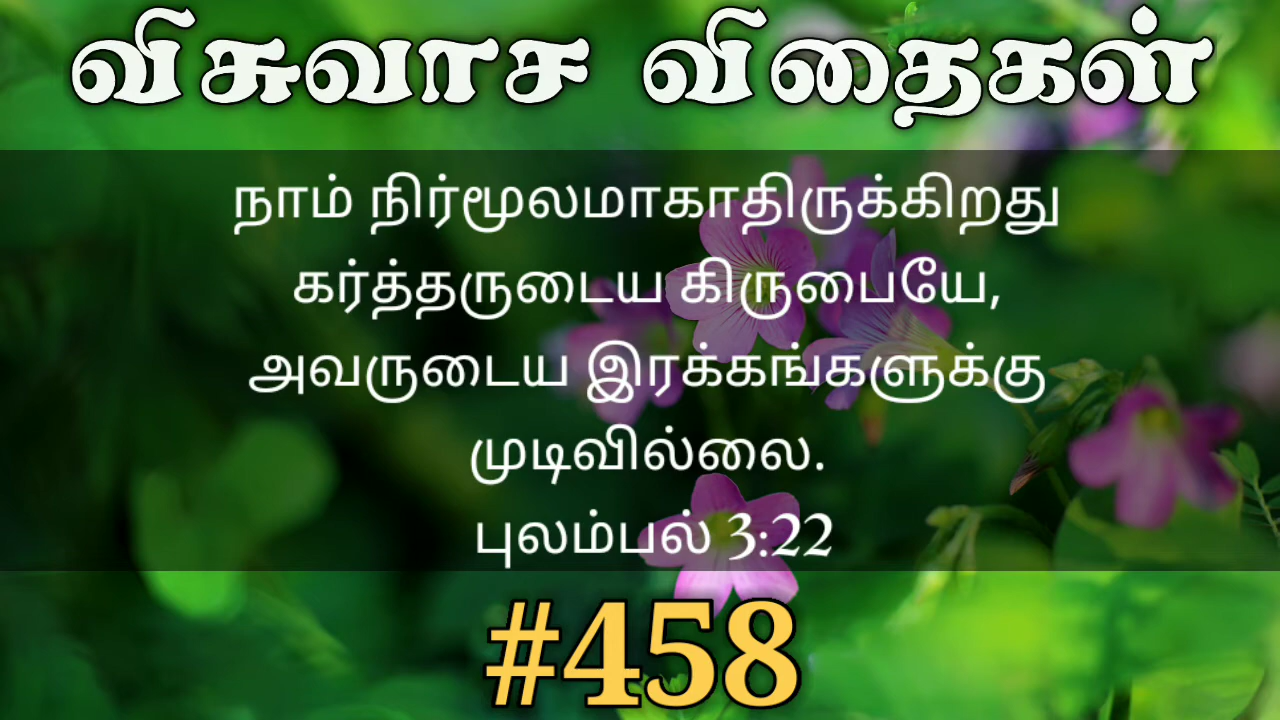 விசுவாச விதைகள்
நாம் நிர்மூலமாகாதிருக்கிறது
கர்த்தருடைய கிருபையே,
அவருடைய இரக்கங்களுக்கு
முடிவில்லை.
புலம்பல் 3:22
#458